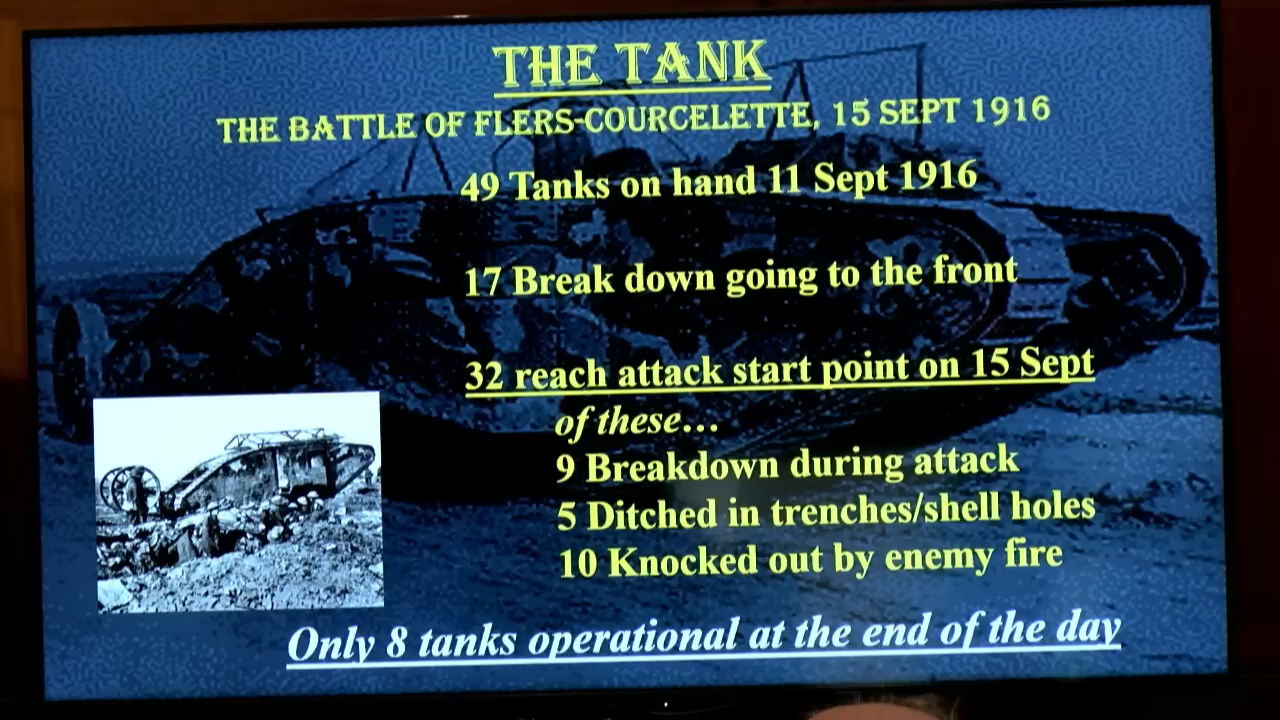 THE TANK
THE BATTLE OF FLERS-COURCELETTE, 15 SEPT 1916
49 Tanks on hand 11 Sept 1916
17 Break down going to the front
32 reach attack start point on 15 Sept
of these...
9 Breakdown during attack
5 Ditched in trenches/shell holes
10 Knocked out by enemy fire
Only 8 tanks operational at the end of the day